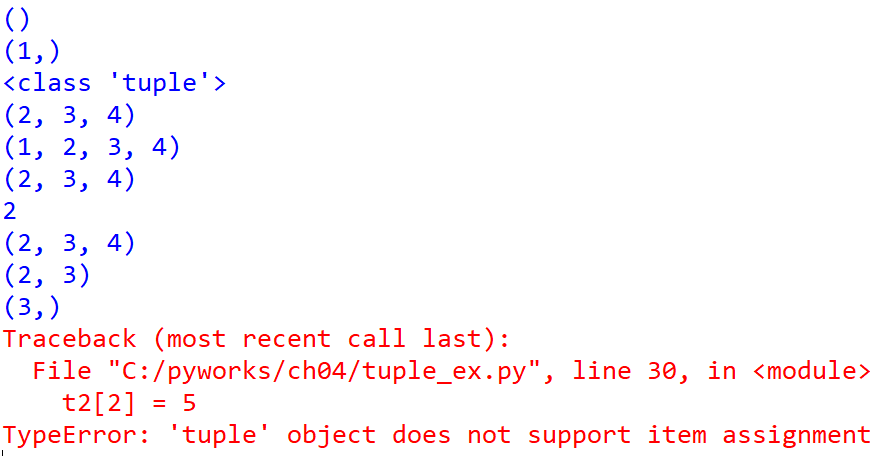 ()
(1,)
<class 'tuple'>
(2, 3, 4)
(1, 2, 3, 4)
(2, 3, 4)
2
(2, 3, 4)
(2, 3)
(3,)
Traceback (most recent call last):
  File "C:/pyworks/ch04/tuple_ex.py", line 30, in <module>
    t2[2] = 5
TypeError: 'tuple' object does not support item assignment